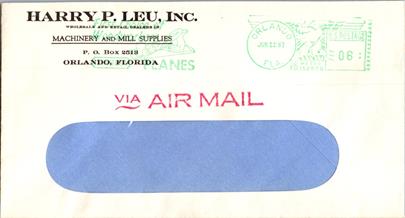 HARRY P. LEU, INC.
WHOLESALE AND RETAIL DEALERS IN
MACHINERY AND MILL SUPPLIES
P. O. Box 2513
ORLANDO, FLORIDA
PLANES
ORLANDO
FLA.
06
VIA AIR MAIL